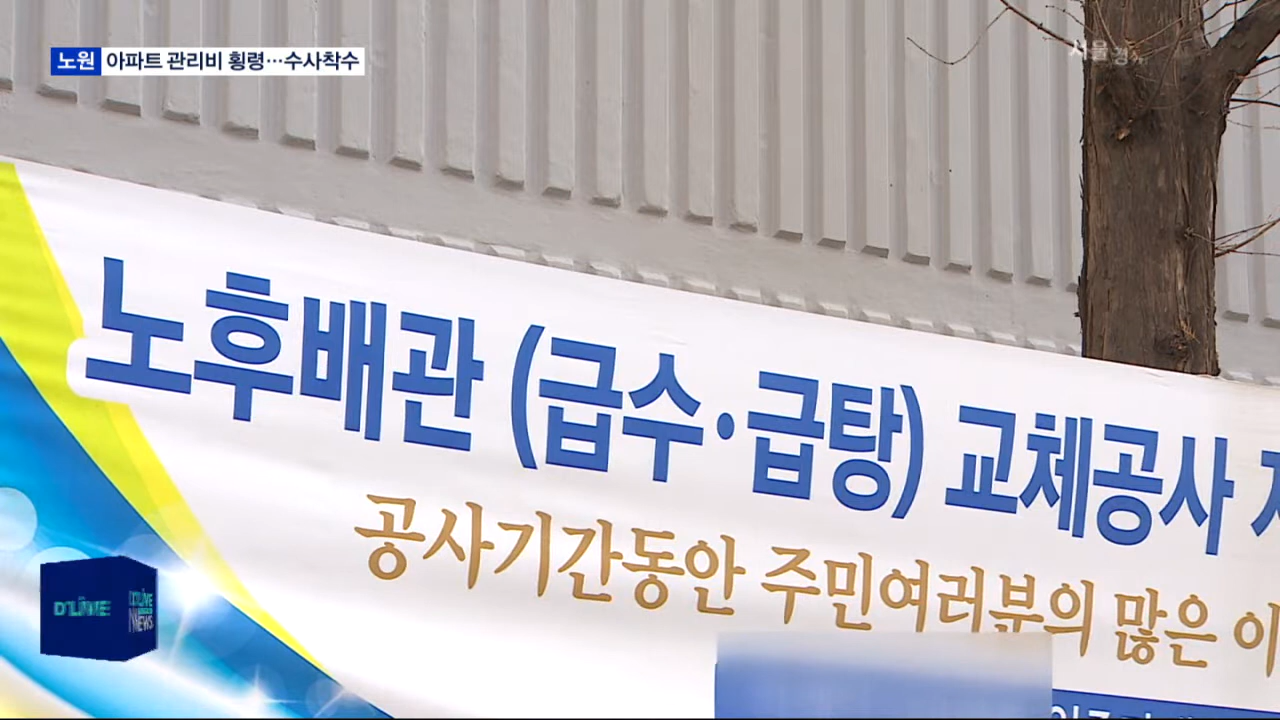 노원 아파트 관리비 횡령…수사착수
서울경
노후배관 (급수·급탕) 교체공사
공사기간동안 주민여러분의 많은 이
D'LIVE
D'LIVE
NEWS